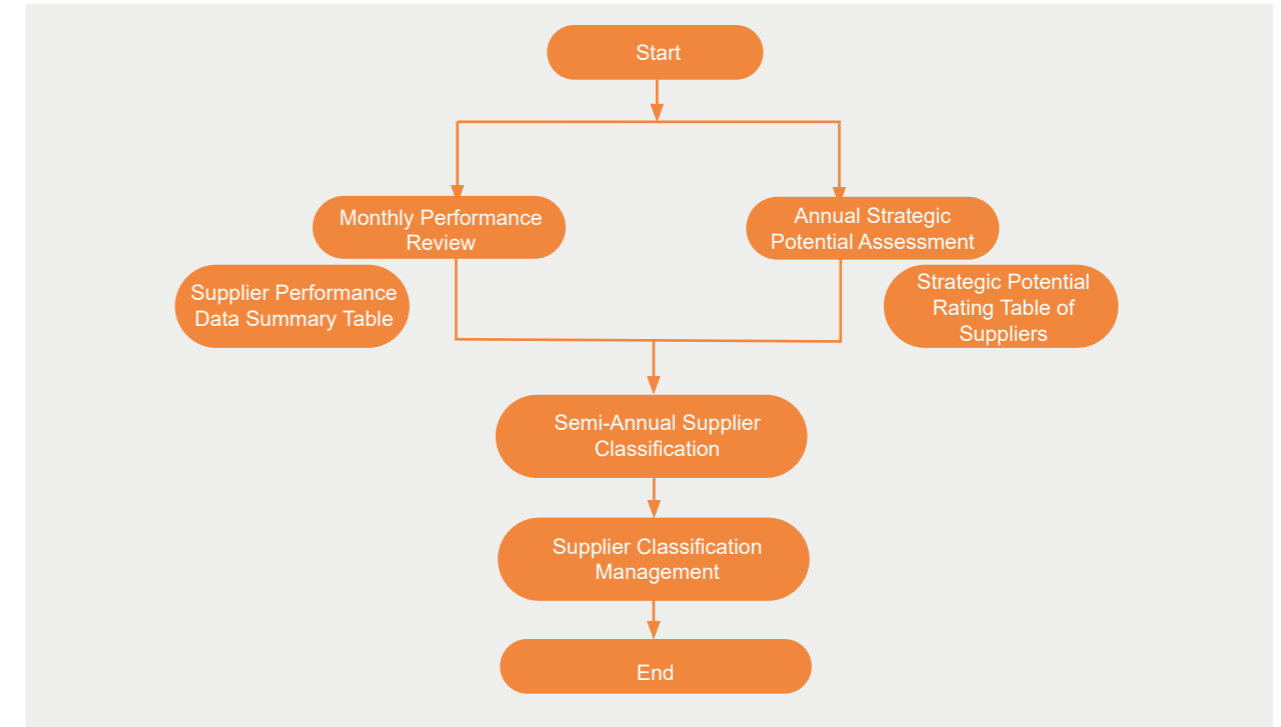 Start
Monthly Performance
Review
Annual Strategic
Potential Assessment
Supplier Performance
Data Summary Table
Strategic Potential
Rating Table of
Suppliers
Semi-Annual Supplier
Classification
Supplier Classification
Management
End